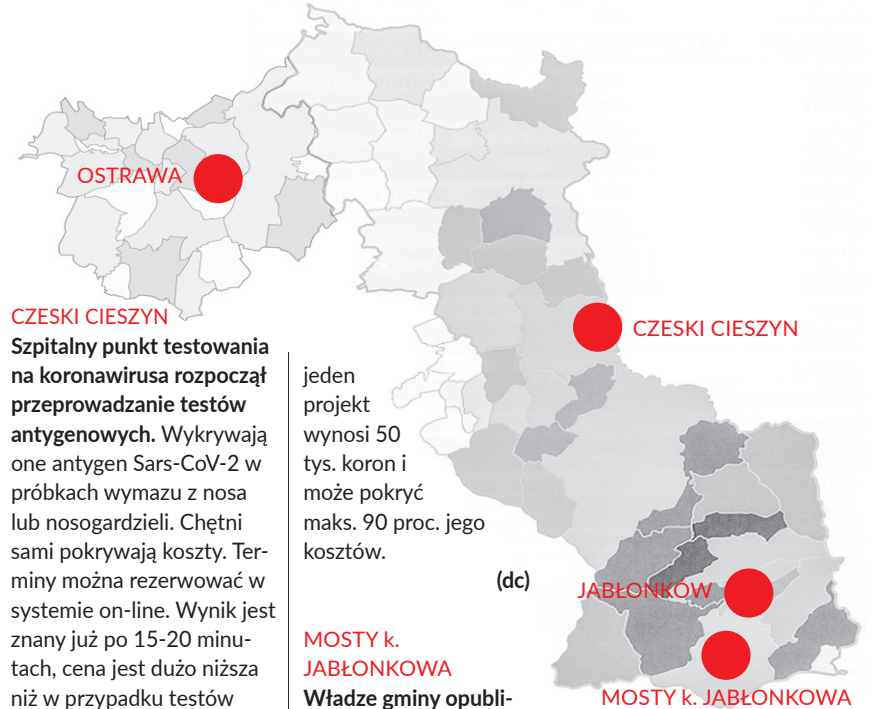 OSTRAWA
CZESKI CIESZYN
JABŁONKÓW
MOSTY k. JABŁONKOWA
CZESKI CIESZYN
Szpitalny punkt testowania
na koronawirusa rozpoczął
przeprowadzanie testów
antygenowych. Wykrywają
one antygen Sars-CoV-2 w
próbkach wymazu z nosa
lub nosogardzieli. Chętni
sami pokrywają koszty. Ter-
miny można rezerwować w
systemie on-line. Wynik jest
znany już po 15-20 minu-
tach, cena jest dużo niższa
niż w przypadku testów
jeden
projekt
wynosi 50
tys. koron i
może pokryć
maks. 90 proc. jego
kosztów.
(dc)
MOSTY k.
JABŁONKOWA
Władze gminy opubli-